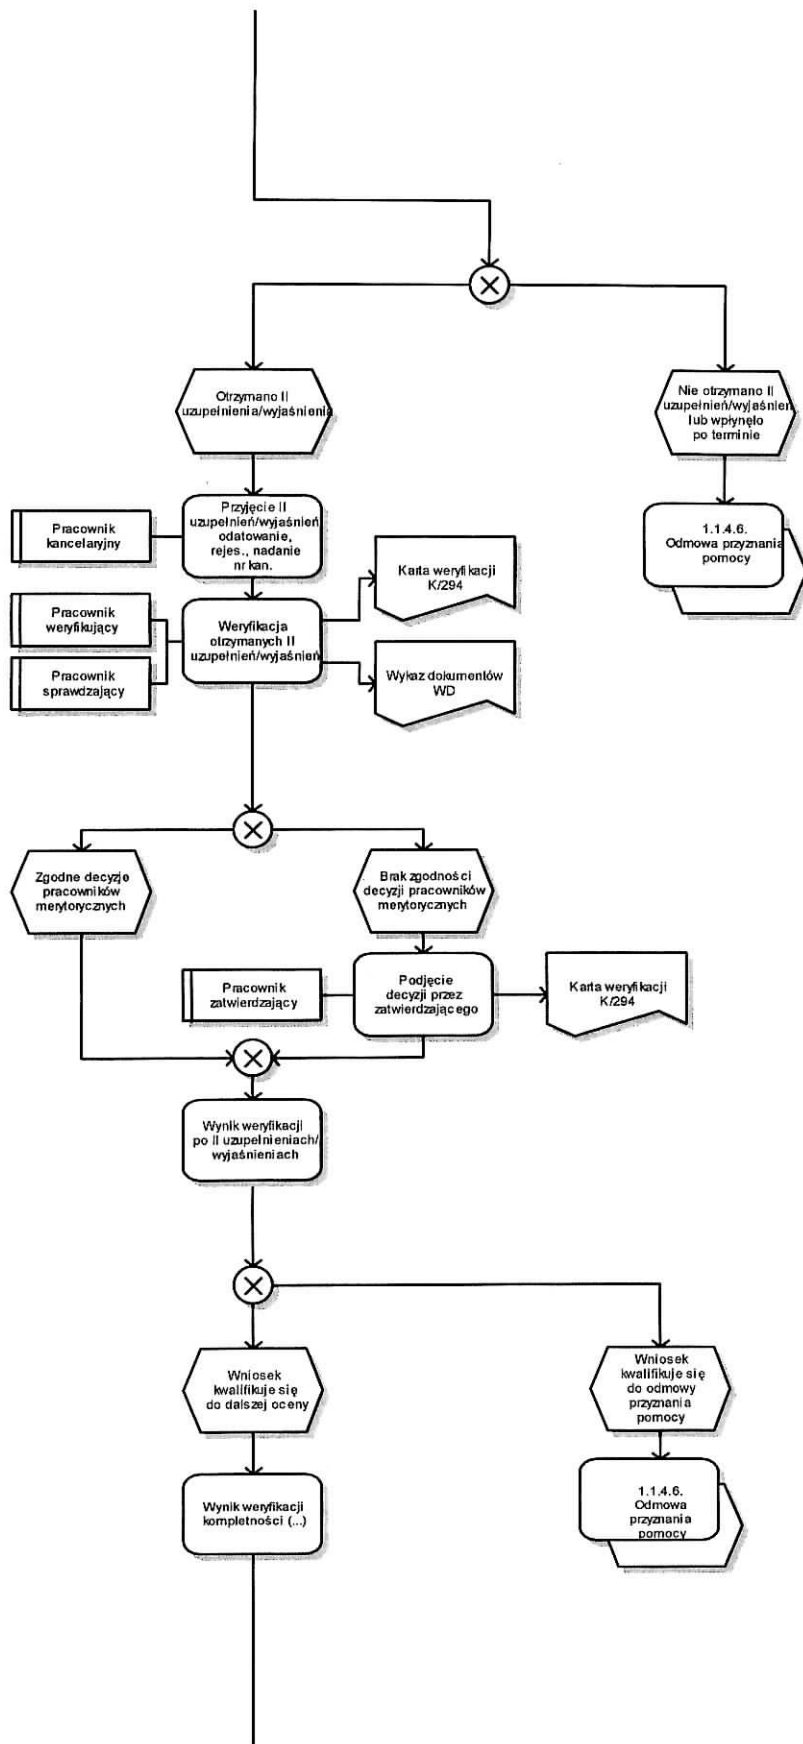 Otrzymano II
uzupełnienia/wyjaśnienia
Nie otrzymano II
uzupełnień/wyjaśnień
lub wpłynęło
po terminie
Pracownik
kancelaryjny
Przyjęcie II
uzupełnień/wyjaśnień
odatowanie,
rejes., nadanie
nr kan.
1.1.4.6.
Odmowa przyznania
pomocy
Karta weryfikacji
K/294
Pracownik
weryfikujący
Weryfikacja
otrzymanych II
uzupełnień/wyjaśnień
Pracownik
sprawdzający
Wykaz dokumentów
WD
Zgodne decyzje
pracowników
merytorycznych
Brak zgodności
decyzji pracowników
merytorycznych
Pracownik
zatwierdzający
Podjęcie
decyzji przez
zatwierdzającego
Karta weryfikacji
K/294
Wynik weryfikacji
po II uzupełnieniach/
wyjaśnieniach
Wniosek
kwalifikuje się
do dalszej oceny
Wniosek
kwalifikuje się
do odmowy
przyznania
pomocy
Wynik weryfikacji
kompletności (...)
1.1.4.6.
Odmowa
przyznania
pomocy